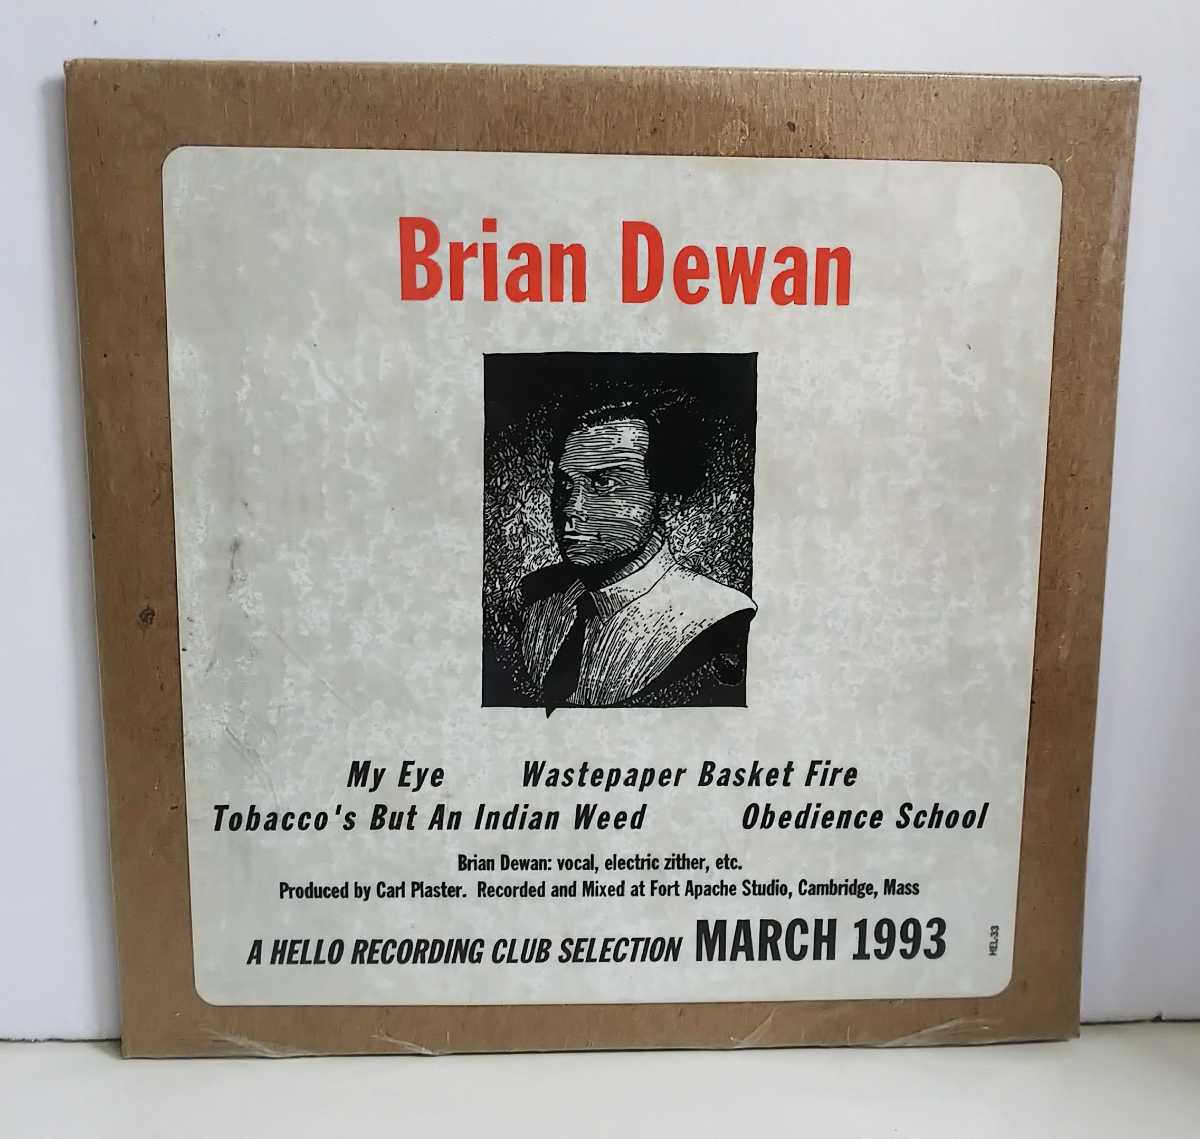 Brian Dewan
My Eye Wastepaper Basket Fire
Tobacco's But An Indian Weed Obedience School
Brian Dewan: vocal, electric zither, etc.
Produced by Carl Plaster. Recorded and Mixed at Fort Apache Studio, Cambridge, Mass
A HELLO RECORDING CLUB SELECTION MARCH 1993
HEL-33